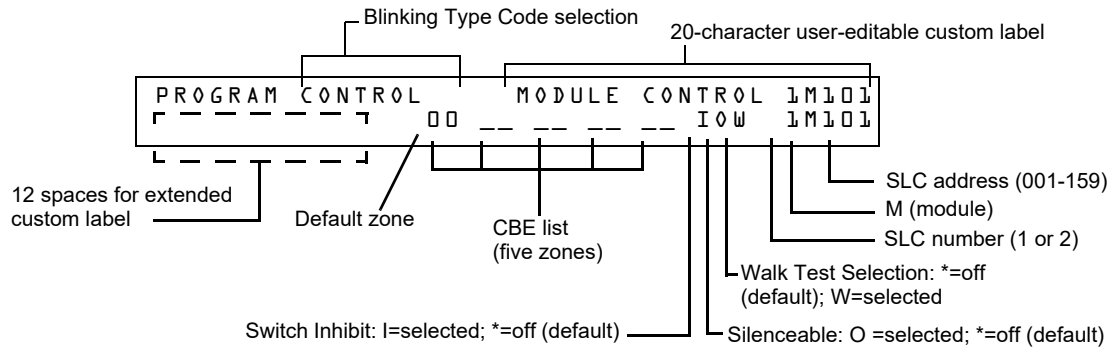 Blinking Type Code selection
20-character user-editable custom label
PROGRAM CONTROL MODULE CONTROL 1M101
00 __ __ __ __ IOW 1M101
12 spaces for extended
custom label
Default zone
CBE list
(five zones)
SLC address (001-159)
M (module)
SLC number (1 or 2)
Walk Test Selection: *=off
(default); W=selected
Switch Inhibit: I=selected; *=off (default)
Silenceable: O =selected; *=off (default)